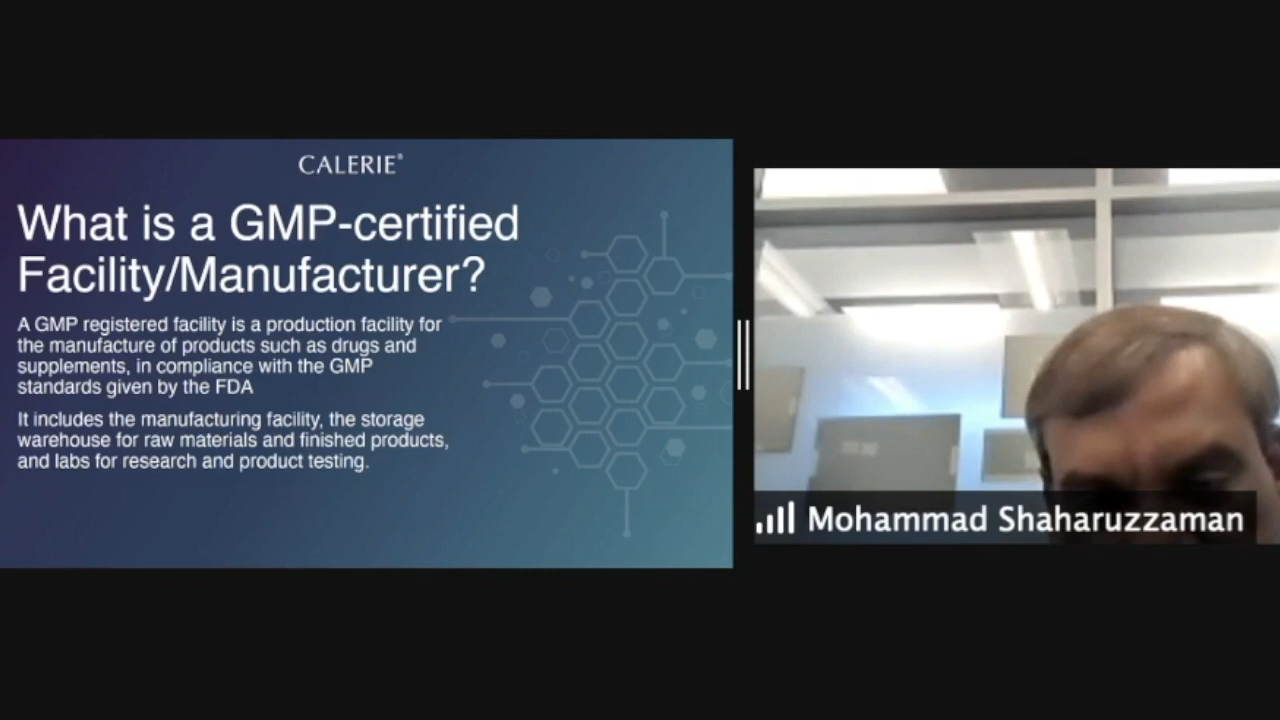 CALERIE®
What is a GMP-certified
Facility/Manufacturer?
A GMP registered facility is a production facility for
the manufacture of products such as drugs and
supplements, in compliance with the GMP
standards given by the FDA
It includes the manufacturing facility, the storage
warehouse for raw materials and finished products,
and labs for research and product testing.
Mohammad Shaharuzzaman